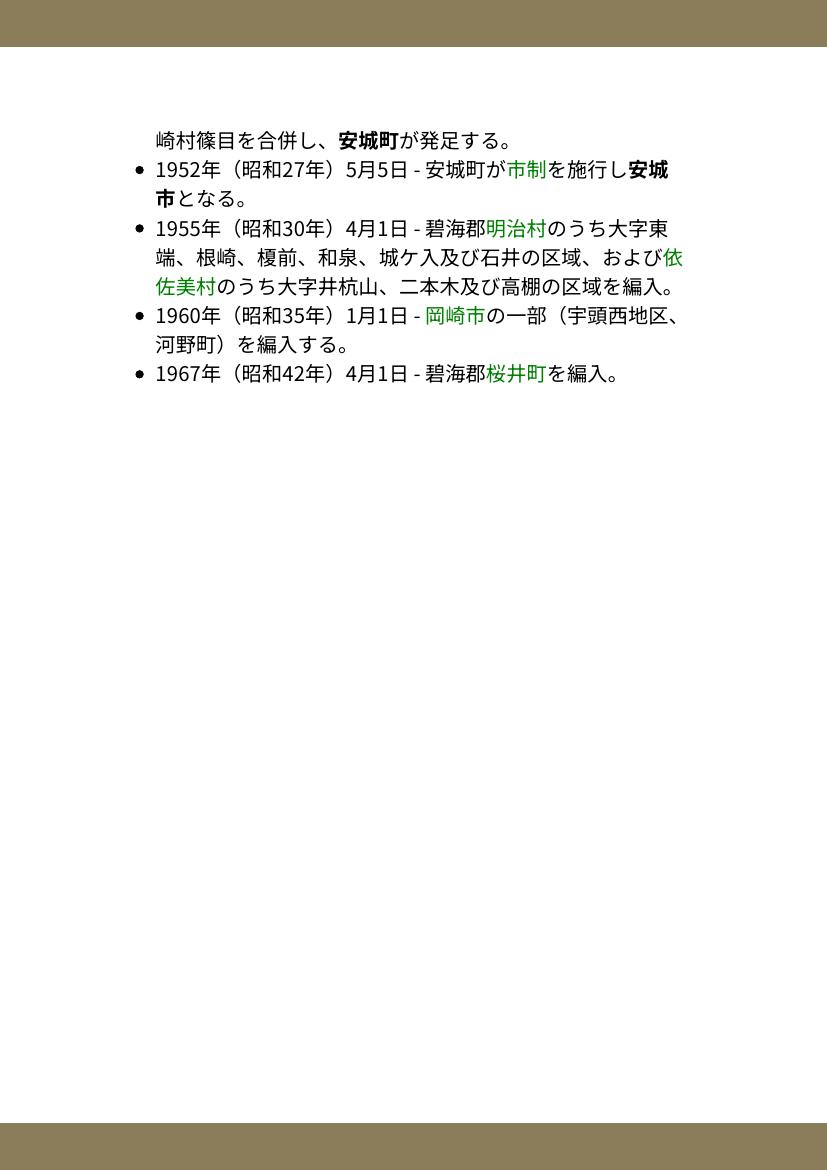 崎村篠目を合併し、安城町が発足する。
1952年（昭和27年）5月5日 - 安城町が市制を施行し安城
市となる。
1955年（昭和30年）4月1日 - 碧海郡明治村のうち大字東
端、根崎、榎前、和泉、城ケ入及び石井の区域、および依
佐美村のうち大字井杭山、二本木及び高棚の区域を編入。
1960年（昭和35年）1月1日 - 岡崎市の一部（宇頭西地区、
河野町）を編入する。
1967年（昭和42年）4月1日 - 碧海郡桜井町を編入。